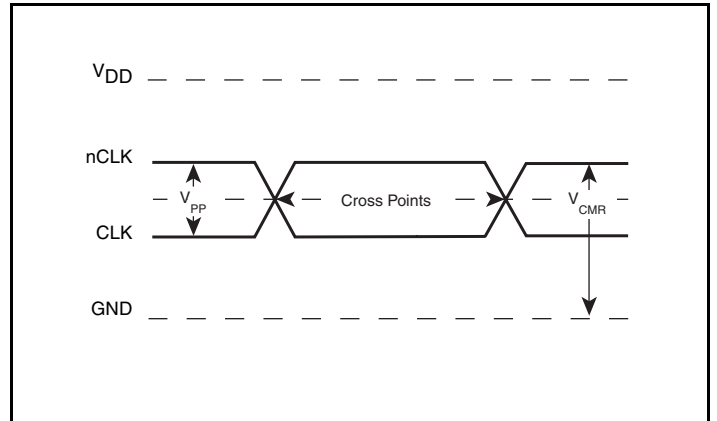 VDD
nCLK
VPP
Cross Points
VCMR
CLK
GND